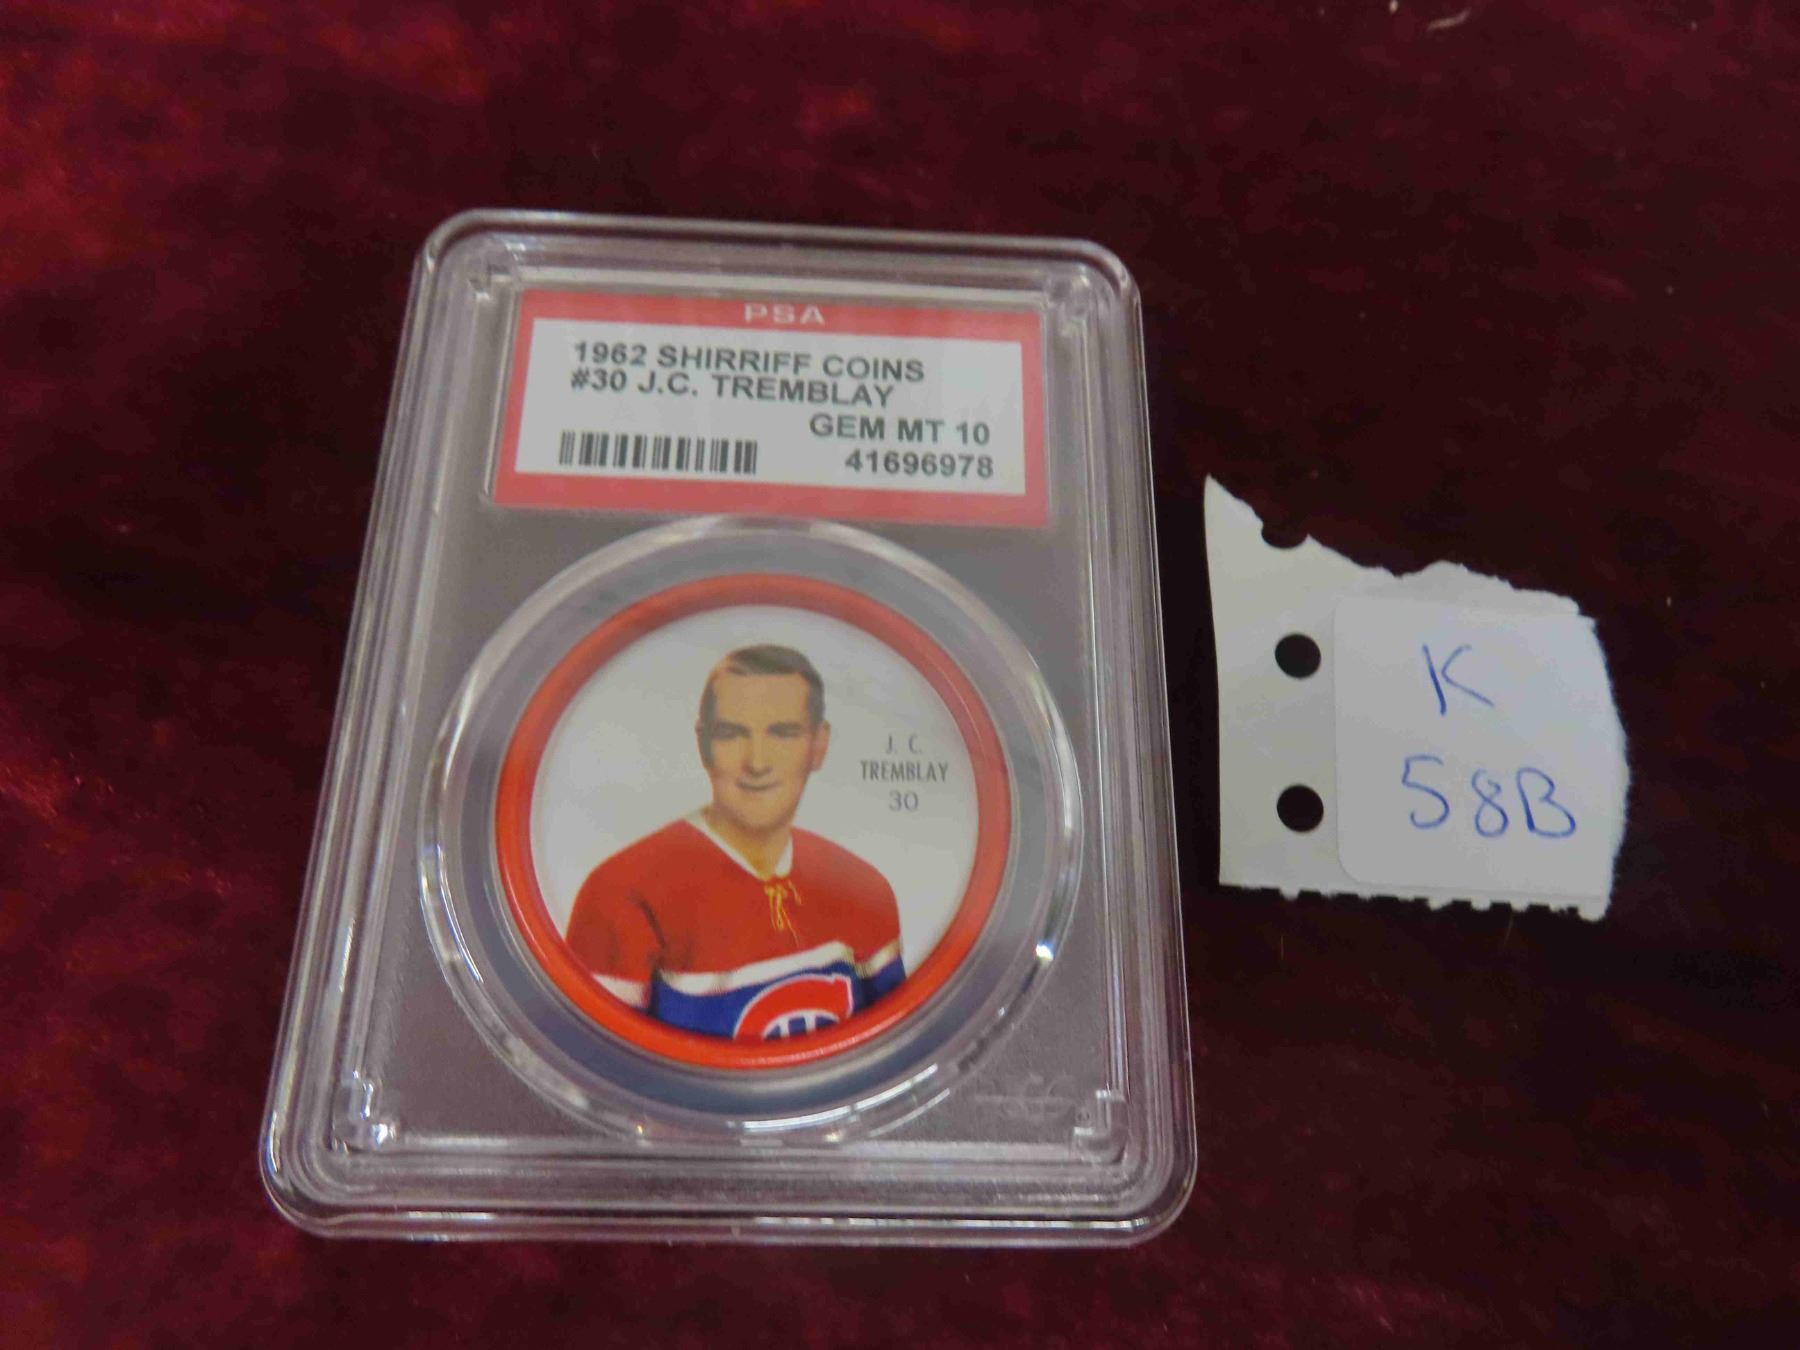 PSA
1962 SHIRRIFF COINS
#30 J.C. TREMBLAY
GEM MT 10
41696978
J. C.
TREMBLAY
30
K
58B